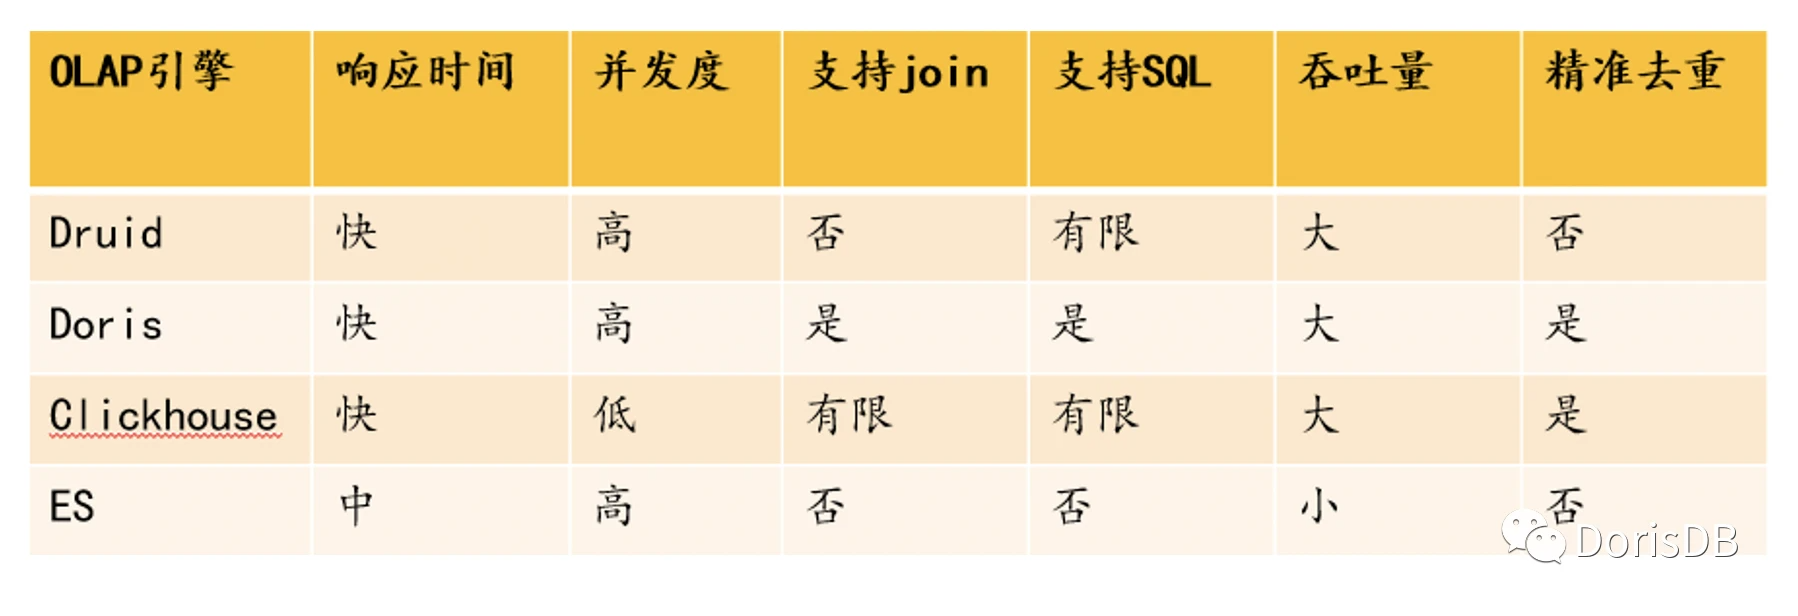 OLAP引擎 响应时间 并发度 支持join 支持SQL 吞吐量 精准去重
Druid 快 高 否 有限 大 否
Doris 快 高 是 是 大 是
Clickhouse 快 低 有限 有限 大 是
ES 中 高 否 否 小 否
DorisDB